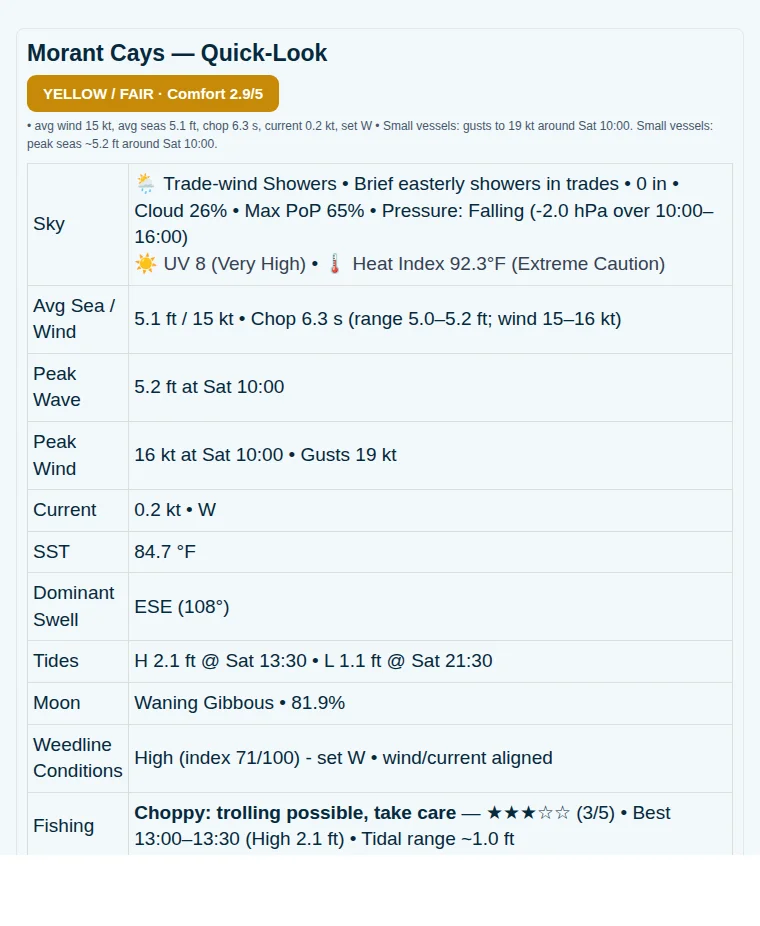 Morant Cays — Quick-Look
YELLOW / FAIR · Comfort 2.9/5
• avg wind 15 kt, avg seas 5.1 ft, chop 6.3 s, current 0.2 kt, set W • Small vessels: gusts to 19 kt around Sat 10:00. Small vessels:
peak seas ~5.2 ft around Sat 10:00.
Sky
🌦️ Trade-wind Showers • Brief easterly showers in trades • 0 in •
Cloud 26% • Max PoP 65% • Pressure: Falling (-2.0 hPa over 10:00–
16:00)
☀️ UV 8 (Very High) • 🌡️ Heat Index 92.3°F (Extreme Caution)
Avg Sea /
Wind
5.1 ft / 15 kt • Chop 6.3 s (range 5.0–5.2 ft; wind 15–16 kt)
Peak
Wave
5.2 ft at Sat 10:00
Peak
Wind
16 kt at Sat 10:00 • Gusts 19 kt
Current
0.2 kt • W
SST
84.7 °F
Dominant
Swell
ESE (108°)
Tides
H 2.1 ft @ Sat 13:30 • L 1.1 ft @ Sat 21:30
Moon
Waning Gibbous • 81.9%
Weedline
Conditions
High (index 71/100) - set W • wind/current aligned
Fishing
Choppy: trolling possible, take care — ★★★☆☆ (3/5) • Best
13:00–13:30 (High 2.1 ft) • Tidal range ~1.0 ft